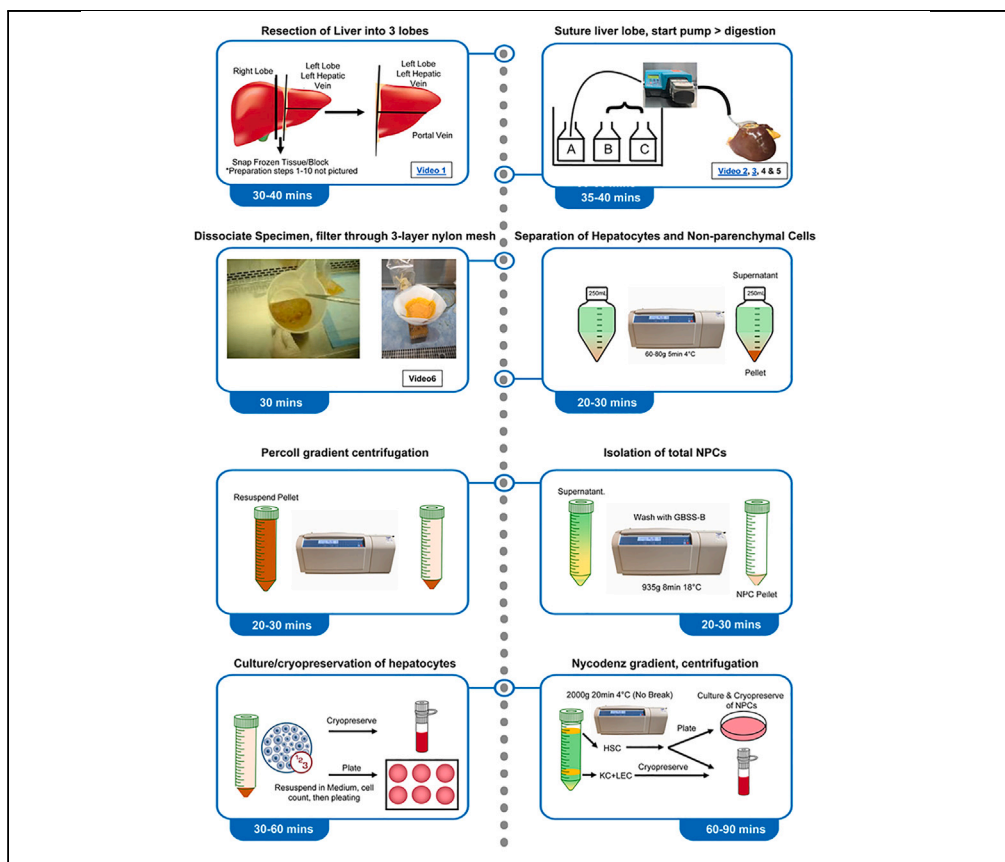 Resection of Liver into 3 lobes
Right Lobe
Left Lobe
Left Hepatic
Vein
Left Lobe
Left Hepatic
Vein
Portal Vein
Snap Frozen Tissue/Block
*Preparation steps 1-10 not pictured
Video 1
30-40 mins
Suture liver lobe, start pump > digestion
A
B
C
Video 2, 3, 4 & 5
35-40 mins
Dissociate Specimen, filter through 3-layer nylon mesh
Video6
30 mins
Separation of Hepatocytes and Non-parenchymal Cells
250mL
60-80g 5min 4°C
Supernatant
250mL
Pellet
20-30 mins
Percoll gradient centrifugation
Resuspend Pellet
20-30 mins
Isolation of total NPCs
Supernatant.
Wash with GBSS-B
935g 8min 18°C
NPC Pellet
20-30 mins
Culture/cryopreservation of hepatocytes
Cryopreserve
123
Plate
Resuspend in Medium, cell
count, then pleating
30-60 mins
Nycodenz gradient, centrifugation
2000g 20min 4°C (No Break)
Culture & Cryopreserve
of NPCs
Plate
HSC
Cryopreserve
KC+LEC
60-90 mins